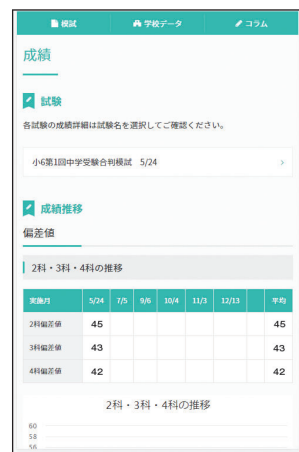 模試 学校データ コラム
成績
試験
各試験の成績詳細は試験名を選択してご確認ください。
小6第1回中学受験合判模試 5/24 >
成績推移
偏差値
2科・3科・4科の推移
実施月 5/24 7/5 9/6 10/4 11/3 12/13 平均
2科偏差値 45 45
3科偏差値 43 43
4科偏差値 42 42
2科・3科・4科の推移
60
58
56